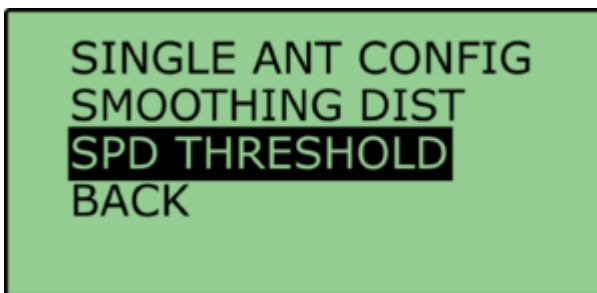 SINGLE ANT CONFIG
SMOOTHING DIST
SPD THRESHOLD
BACK